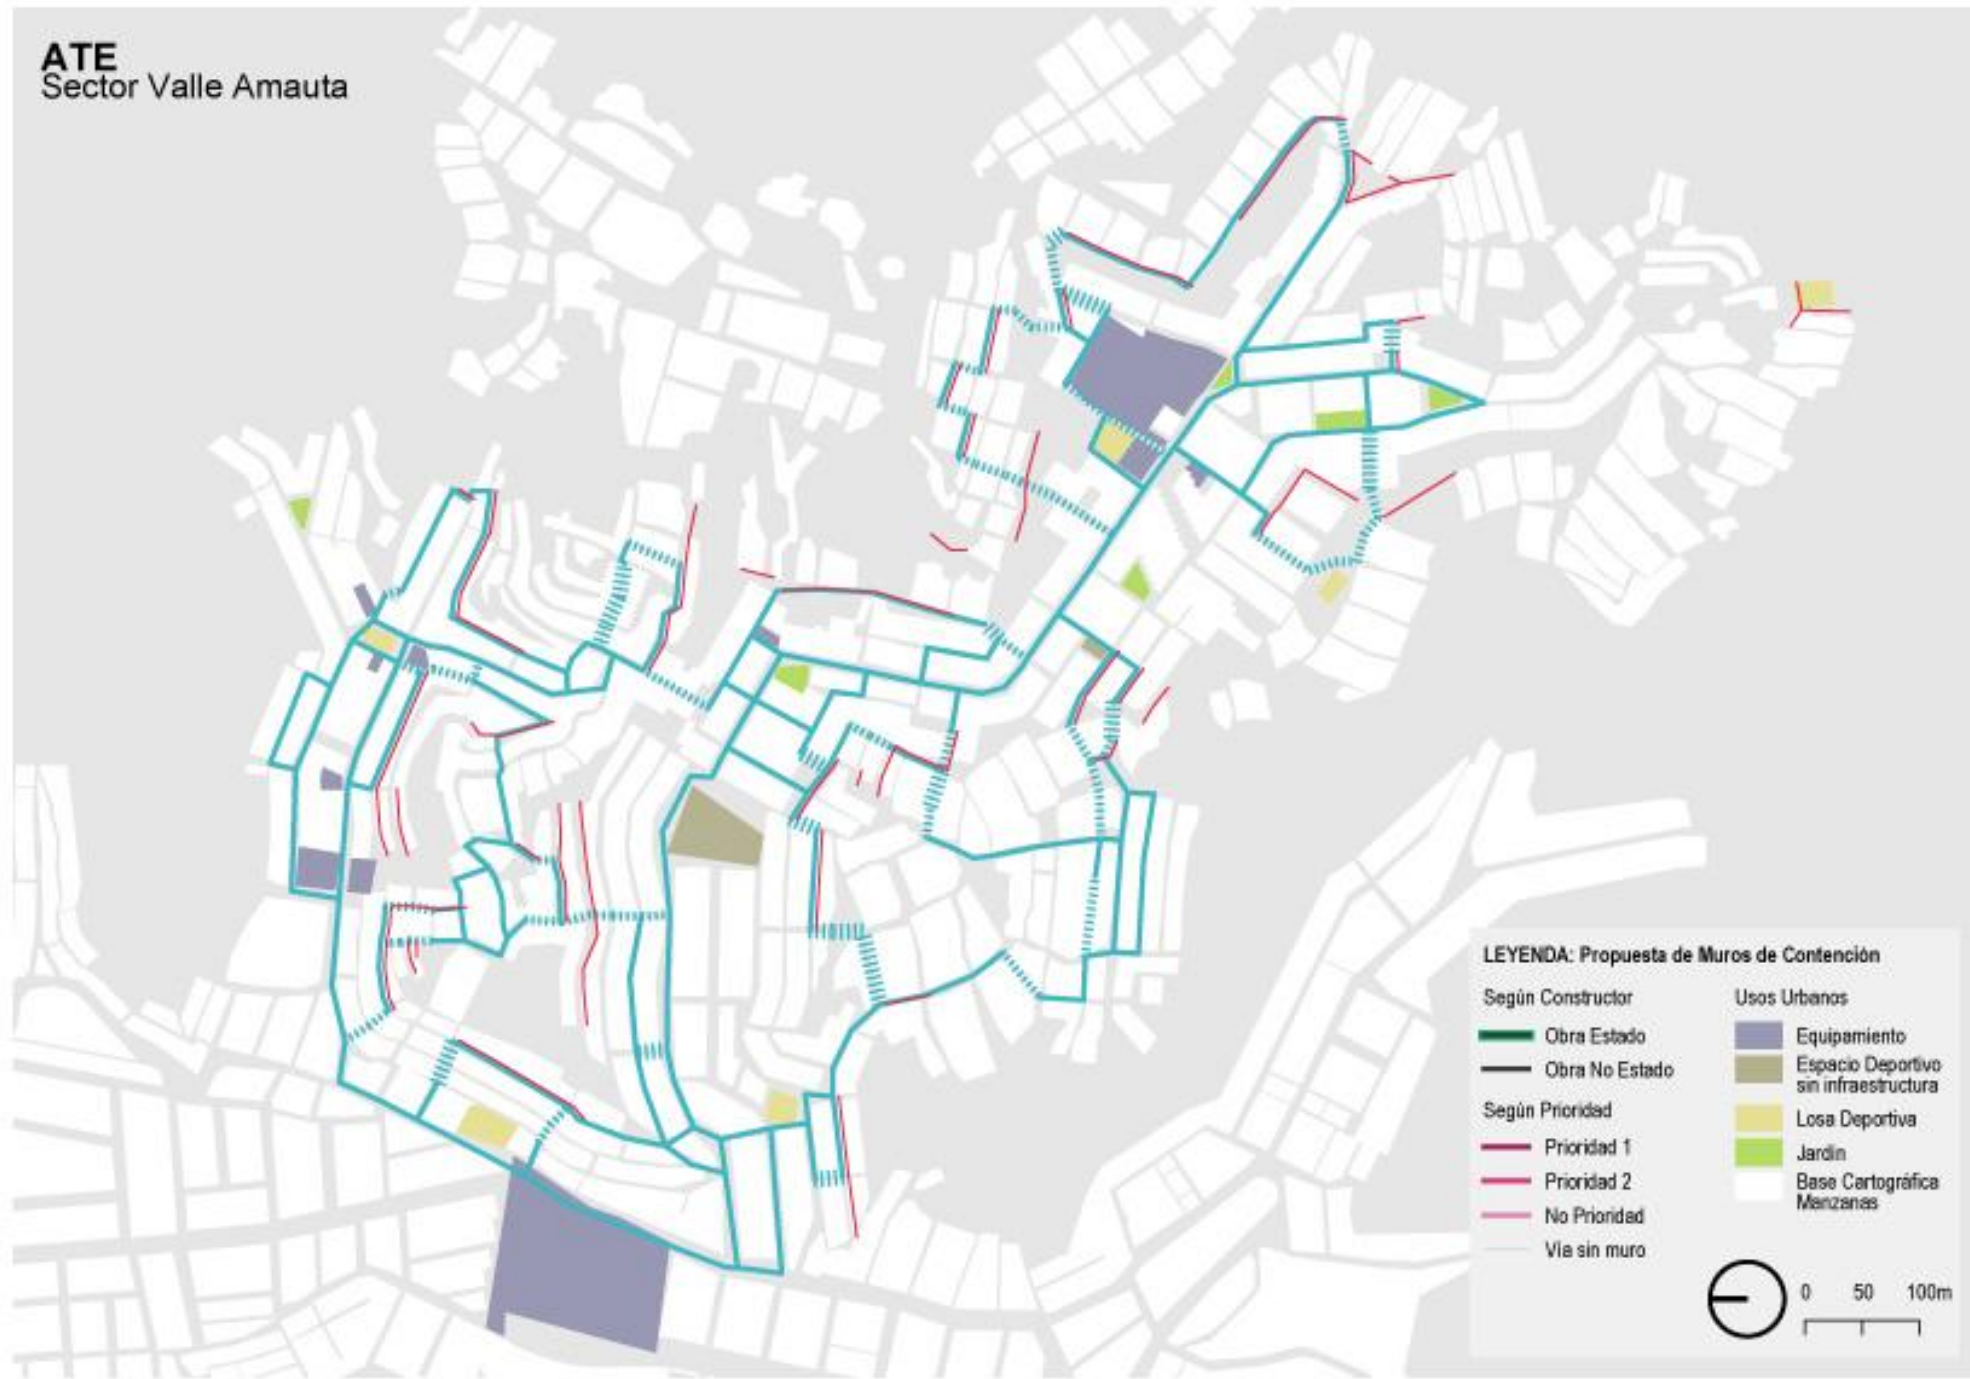 ATE
Sector Valle Amauta
LEYENDA: Propuesta de Muros de Contención
Según Constructor
Obra Estado
Obra No Estado
Según Prioridad
Prioridad 1
Prioridad 2
No Prioridad
Via sin muro
Usos Urbanos
Equipamiento
Espacio Deportivo
sin infraestructura
Losa Deportiva
Jardin
Base Cartográfica
Manzanas
0 50 100m